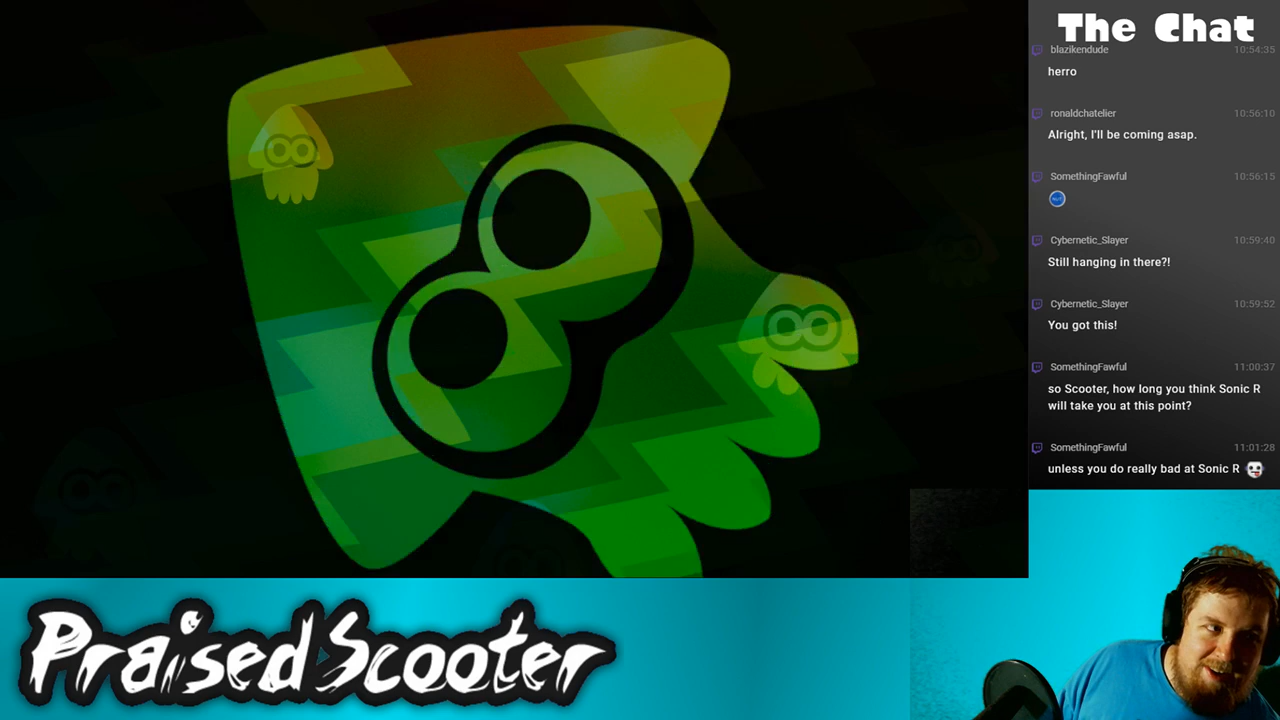 The Chat
blazikendude 10:54:35
herro
ronaldchatelier 10:56:10
Alright, I'll be coming asap.
SomethingFawful 10:56:15
Cybernetic_Slayer 10:59:40
Still hanging in there?!
Cybernetic_Slayer 10:59:52
You got this!
SomethingFawful 11:00:37
so Scooter, how long you think Sonic R
will take you at this point?
SomethingFawful 11:01:28
unless you do really bad at Sonic R
PraisedScooter